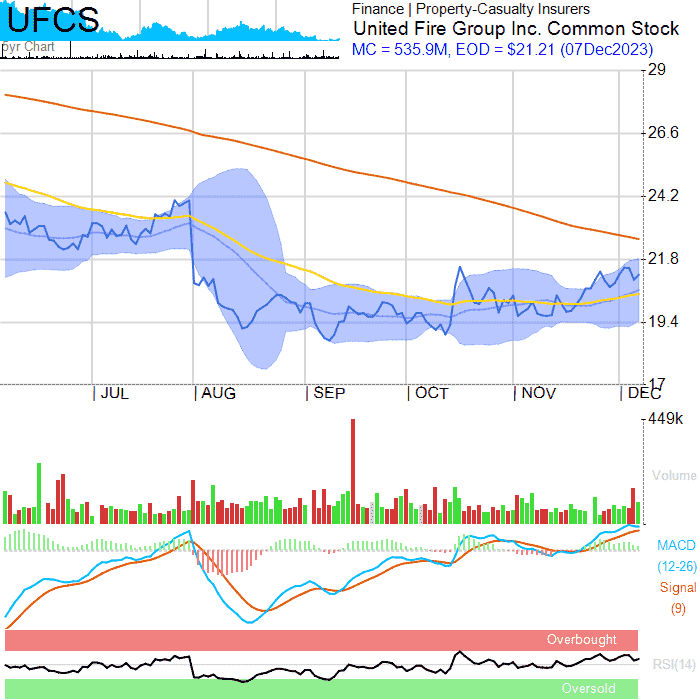 UFCS
Finance | Property-Casualty Insurers
United Fire Group Inc. Common Stock
MC = 535.9M, EOD = $21.21 (07Dec2023)
5yr Chart
29
26.6
24.2
21.8
19.4
17
JUL AUG SEP OCT NOV DEC
449k
Volume
MACD
(12-26)
Signal
(9)
Overbought
RSI(14)
Oversold